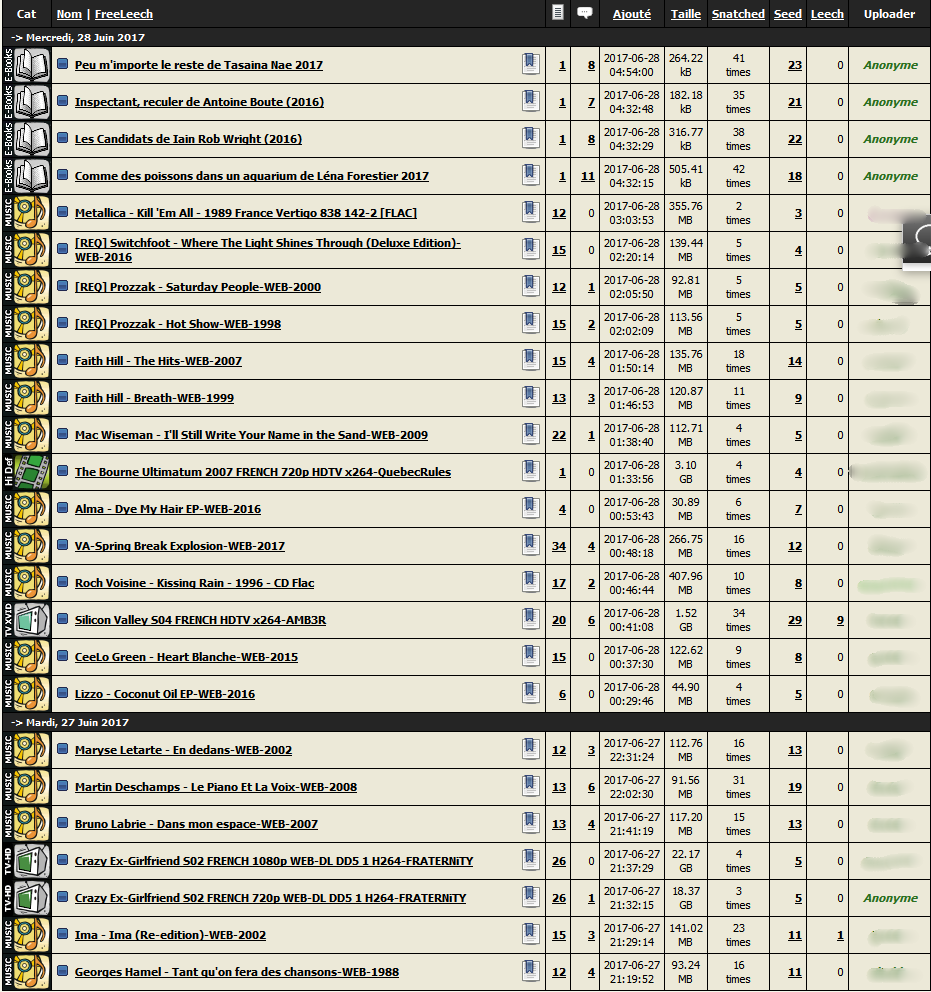 Cat Nom | FreeLeech Ajouté Taille Snatched Seed Leech Uploader
-> Mercredi, 28 Juin 2017
E-Books Peu m'importe le reste de Tasaina Nae 2017 1 8 2017-06-28 04:54:00 264.22 kB 41 times 23 0 Anonyme
E-Books Inspectant, reculer de Antoine Boute (2016) 1 7 2017-06-28 04:32:48 182.18 kB 35 times 21 0 Anonyme
E-Books Les Candidats de Iain Rob Wright (2016) 1 8 2017-06-28 04:32:29 316.77 kB 38 times 22 0 Anonyme
E-Books Comme des poissons dans un aquarium de Léna Forestier 2017 1 11 2017-06-28 04:32:15 505.41 kB 42 times 18 0 Anonyme
MUSIC Metallica - Kill 'Em All - 1989 France Vertigo 838 142-2 [FLAC] 12 0 2017-06-28 03:03:53 355.76 MB 2 times 3 0
MUSIC [REQ] Switchfoot - Where The Light Shines Through (Deluxe Edition)-WEB-2016 15 0 2017-06-28 02:20:14 139.44 MB 5 times 4 0
MUSIC [REQ] Prozzak - Saturday People-WEB-2000 12 1 2017-06-28 02:05:50 92.81 MB 5 times 5 0
MUSIC [REQ] Prozzak - Hot Show-WEB-1998 15 2 2017-06-28 02:02:09 113.56 MB 5 times 5 0
MUSIC Faith Hill - The Hits-WEB-2007 15 4 2017-06-28 01:50:14 135.76 MB 18 times 14 0
MUSIC Faith Hill - Breath-WEB-1999 13 3 2017-06-28 01:46:53 120.87 MB 11 times 9 0
MUSIC Mac Wiseman - I'll Still Write Your Name in the Sand-WEB-2009 22 1 2017-06-28 01:38:40 112.71 MB 4 times 5 0
Hi Def The Bourne Ultimatum 2007 FRENCH 720p HDTV x264-QuebecRules 1 0 2017-06-28 01:33:56 3.10 GB 4 times 4 0
MUSIC Alma - Dye My Hair EP-WEB-2016 4 0 2017-06-28 00:53:43 30.89 MB 6 times 7 0
MUSIC VA-Spring Break Explosion-WEB-2017 34 4 2017-06-28 00:48:18 266.75 MB 16 times 12 0
MUSIC Roch Voisine - Kissing Rain - 1996 - CD Flac 17 2 2017-06-28 00:46:44 407.96 MB 10 times 8 0
TV XVID Silicon Valley S04 FRENCH HDTV x264-AMB3R 20 6 2017-06-28 00:41:08 1.52 GB 34 times 29 9
MUSIC CeeLo Green - Heart Blanche-WEB-2015 15 0 2017-06-28 00:37:30 122.62 MB 9 times 8 0
MUSIC Lizzo - Coconut Oil EP-WEB-2016 6 0 2017-06-28 00:29:46 44.90 MB 4 times 5 0
-> Mardi, 27 Juin 2017
MUSIC Maryse Letarte - En dedans-WEB-2002 12 3 2017-06-27 22:31:24 112.76 MB 16 times 13 0
MUSIC Martin Deschamps - Le Piano Et La Voix-WEB-2008 13 6 2017-06-27 22:02:30 91.56 MB 31 times 19 0
MUSIC Bruno Labrie - Dans mon espace-WEB-2007 13 4 2017-06-27 21:41:19 117.20 MB 15 times 13 0
TV-HD Crazy Ex-Girlfriend S02 FRENCH 1080p WEB-DL DD5 1 H264-FRATERNiTY 26 0 2017-06-27 21:37:29 22.17 GB 4 times 5 0
TV-HD Crazy Ex-Girlfriend S02 FRENCH 720p WEB-DL DD5 1 H264-FRATERNiTY 26 1 2017-06-27 21:32:15 18.37 GB 3 times 5 0 Anonyme
MUSIC Ima - Ima (Re-edition)-WEB-2002 15 3 2017-06-27 21:29:14 141.02 MB 23 times 11 1
MUSIC Georges Hamel - Tant qu'on fera des chansons-WEB-1988 12 4 2017-06-27 21:19:52 93.24 MB 16 times 11 0